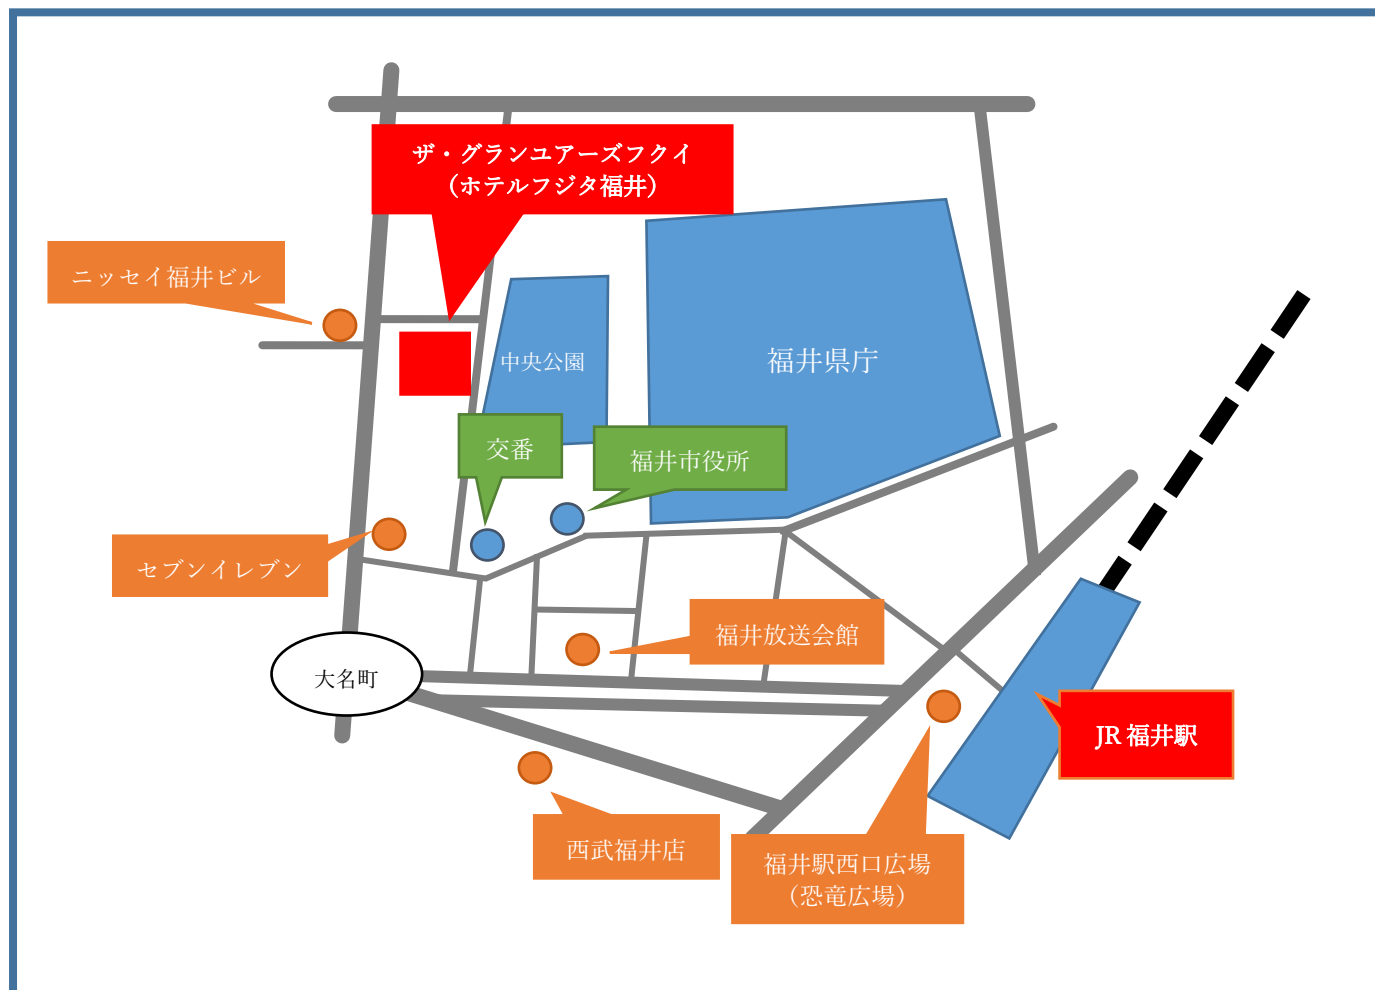 ザ・グランユアーズフクイ
（ホテルフジタ福井）
ニッセイ福井ビル
中央公園
福井県庁
交番
福井市役所
セブンイレブン
福井放送会館
大名町
JR 福井駅
西武福井店
福井駅西口広場
（恐竜広場）